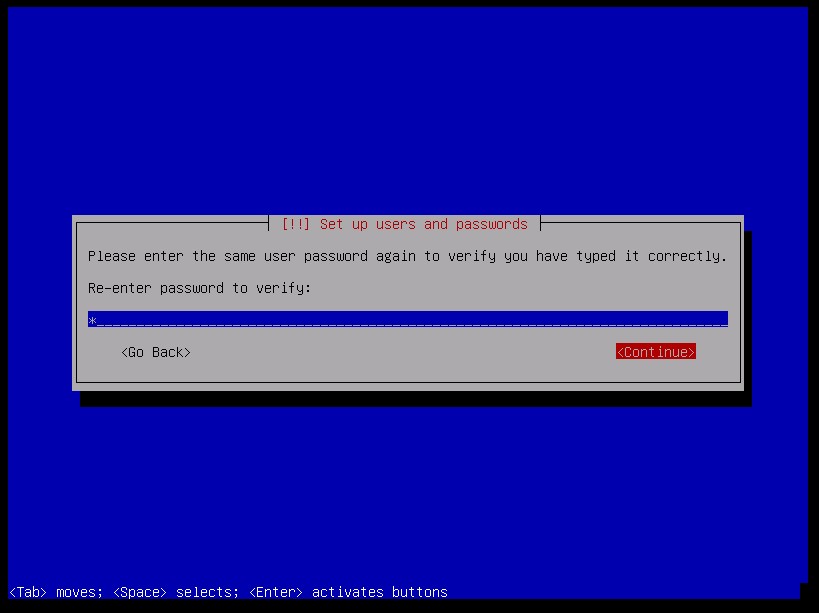 [!!] Set up users and passwords
Please enter the same user password again to verify you have typed it correctly.
Re-enter password to verify:
*_______________________________________________________________________________
<Go Back> <Continue>
<Tab> moves; <Space> selects; <Enter> activates buttons